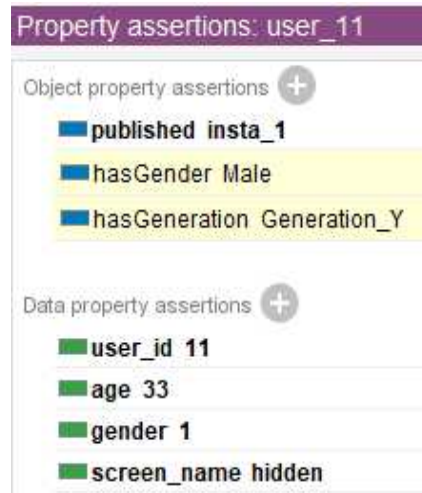 Property assertions: user_11
Object property assertions
published insta_1
hasGender Male
hasGeneration Generation_Y
Data property assertions
user_id 11
age 33
gender 1
screen_name hidden